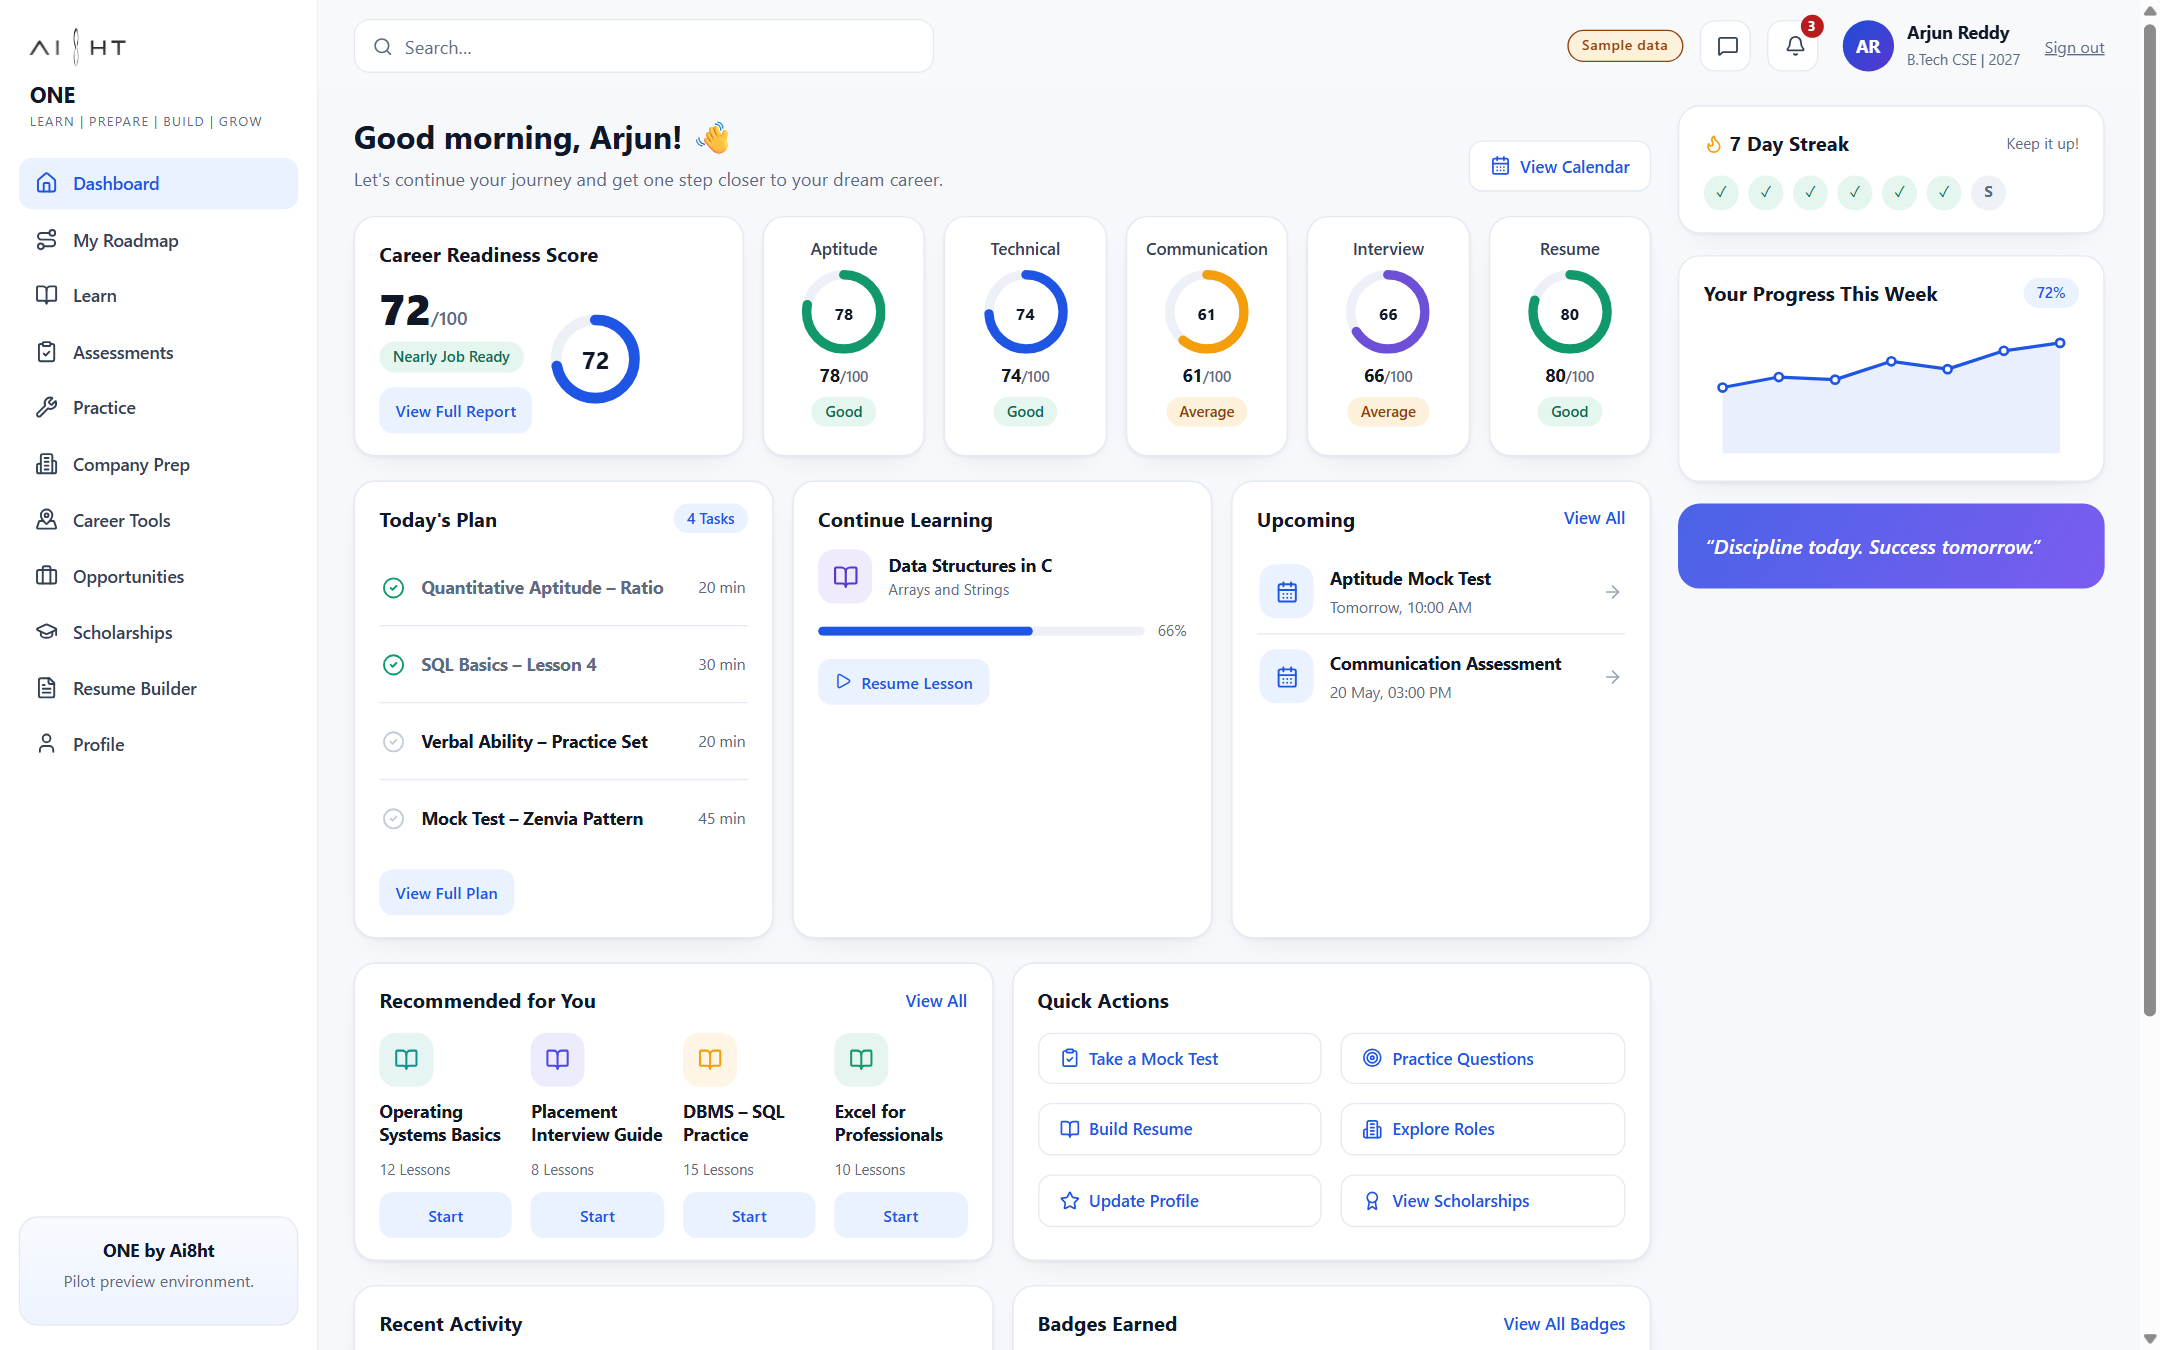 AI8HT
ONE
LEARN | PREPARE | BUILD | GROW
Dashboard
My Roadmap
Learn
Assessments
Practice
Company Prep
Career Tools
Opportunities
Scholarships
Resume Builder
Profile
ONE by Ai8ht
Pilot preview environment.
Search...
Sample data
3
AR
Arjun Reddy
B.Tech CSE | 2027
Sign out
Good morning, Arjun! 👋
Let's continue your journey and get one step closer to your dream career.
View Calendar
Career Readiness Score
72/100
Nearly Job Ready
View Full Report
72
Aptitude
78
78/100
Good
Technical
74
74/100
Good
Communication
61
61/100
Average
Interview
66
66/100
Average
Resume
80
80/100
Good
7 Day Streak
Keep it up!
✓ ✓ ✓ ✓ ✓ ✓ S
Your Progress This Week
72%
“Discipline today. Success tomorrow.”
Today's Plan
4 Tasks
Quantitative Aptitude – Ratio 20 min
SQL Basics – Lesson 4 30 min
Verbal Ability – Practice Set 20 min
Mock Test – Zenvia Pattern 45 min
View Full Plan
Continue Learning
Data Structures in C
Arrays and Strings
66%
Resume Lesson
Upcoming
View All
Aptitude Mock Test
Tomorrow, 10:00 AM
Communication Assessment
20 May, 03:00 PM
Recommended for You
View All
Operating
Systems Basics
12 Lessons
Start
Placement
Interview Guide
8 Lessons
Start
DBMS – SQL
Practice
15 Lessons
Start
Excel for
Professionals
10 Lessons
Start
Quick Actions
Take a Mock Test
Practice Questions
Build Resume
Explore Roles
Update Profile
View Scholarships
Recent Activity
Badges Earned
View All Badges